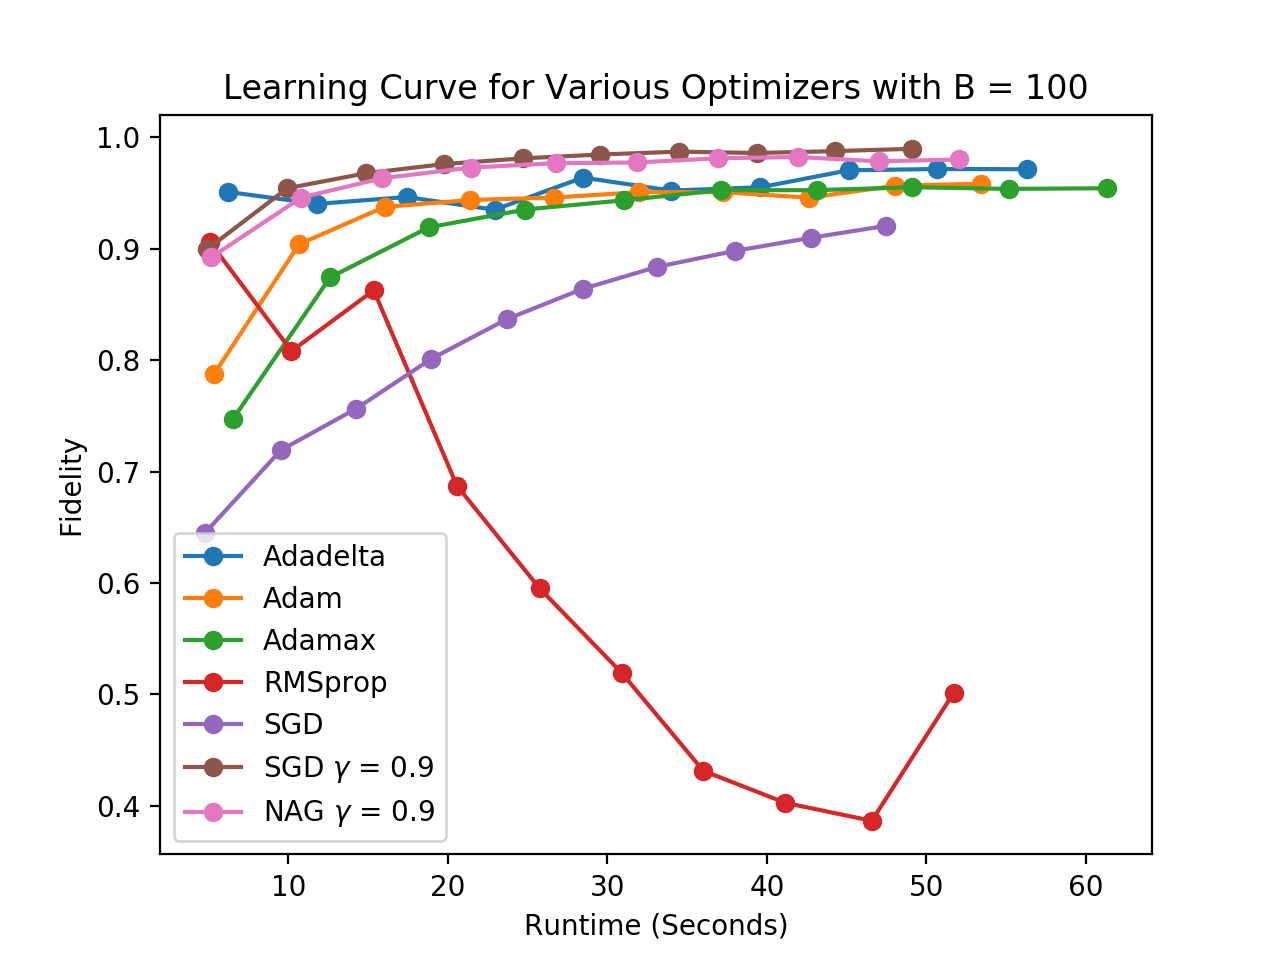 Learning Curve for Various Optimizers with B = 100
1.0
0.9
0.8
0.7
0.6
0.5
0.4
Fidelity
Adadelta
Adam
Adamax
RMSprop
SGD
SGD γ = 0.9
NAG γ = 0.9
10 20 30 40 50 60
Runtime (Seconds)